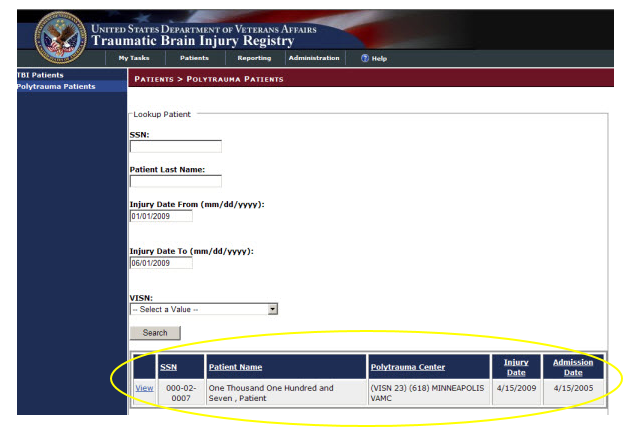 UNITED STATES DEPARTMENT OF VETERANS AFFAIRS
Traumatic Brain Injury Registry
My Tasks Patients Reporting Administration ? Help
TBI Patients
Polytrauma Patients
PATIENTS > POLYTRAUMA PATIENTS
Lookup Patient
SSN:
Patient Last Name:
Injury Date From (mm/dd/yyyy):
01/01/2009
Injury Date To (mm/dd/yyyy):
06/01/2009
VISN:
-- Select a Value --
Search
SSN Patient Name Polytrauma Center Injury Date Admission Date
View 000-02-0007 One Thousand One Hundred and Seven , Patient (VISN 23) (618) MINNEAPOLIS VAMC 4/15/2009 4/15/2005